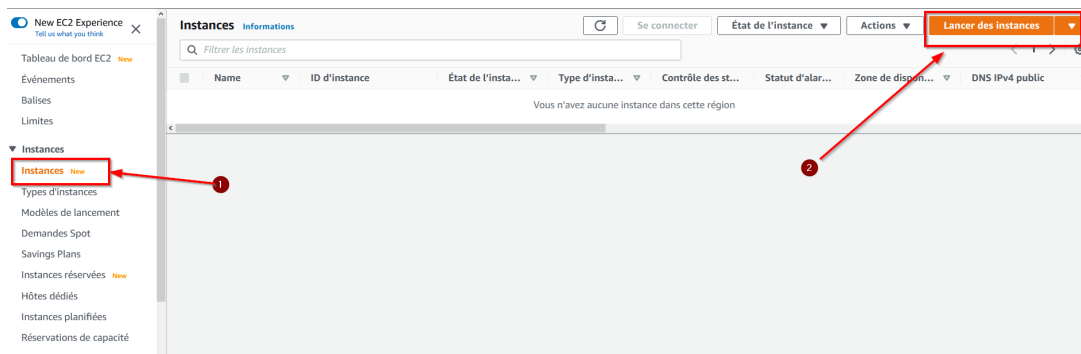 New EC2 Experience
Tell us what you think
Tableau de bord EC2 New
Événements
Balises
Limites
Instances
Instances New
Types d'instances
Modèles de lancement
Demandes Spot
Savings Plans
Instances réservées New
Hôtes dédiés
Instances planifiées
Réservations de capacité
Instances Informations
Se connecter État de l'instance Actions Lancer des instances
Filtrer les instances
1
Name ID d'instance État de l'insta... Type d'insta... Contrôle des st... Statut d'alar... Zone de dispon... DNS IPv4 public
Vous n'avez aucune instance dans cette région
1
2